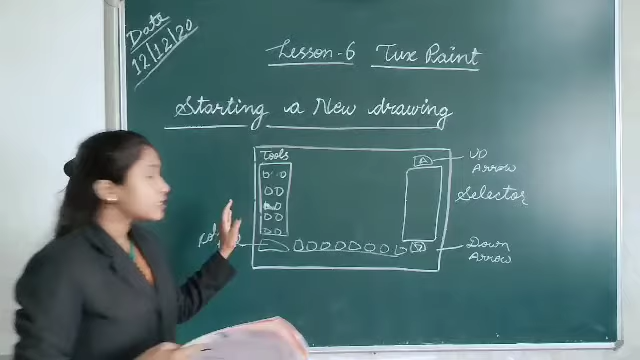 Date
12/12/20
Lesson-6 Tux Paint
Starting a New drawing
Tools
Up
Arrow
Selector
Down
Arrow